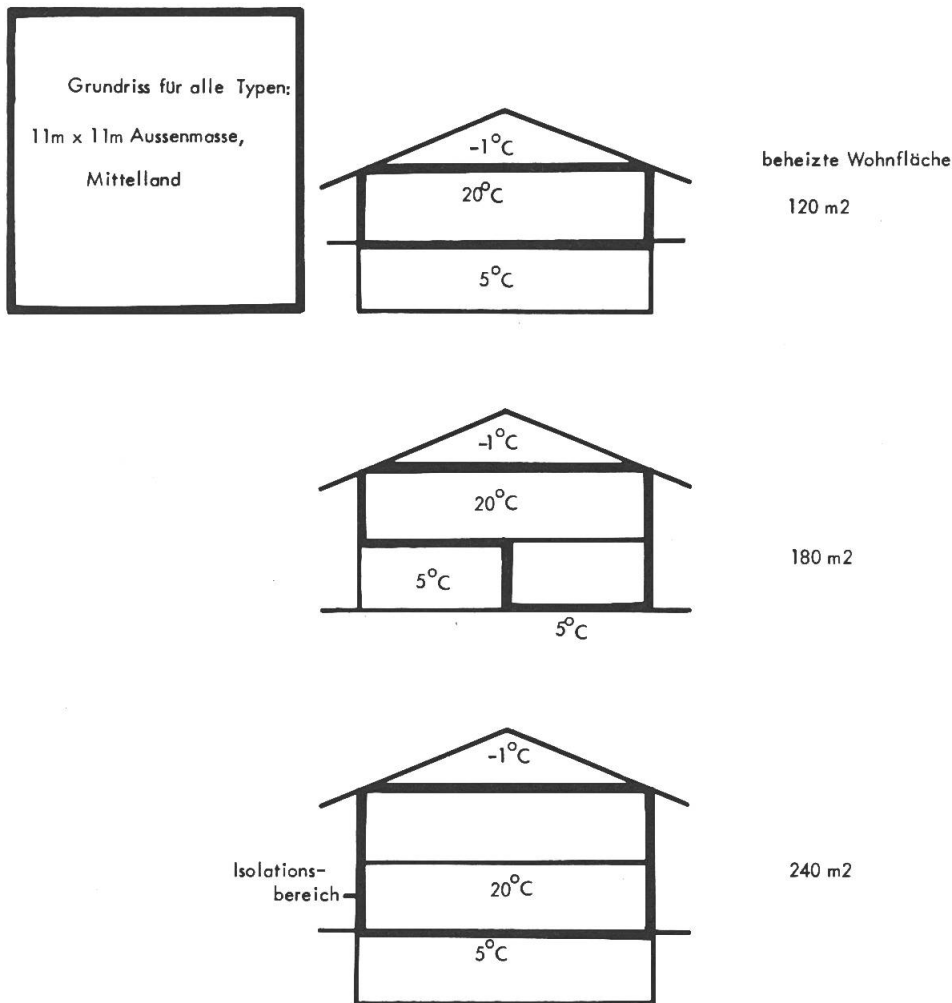 Grundriss für alle Typen:
11m x 11m Aussenmasse,
Mittelland
-1°C
20°C
5°C
beheizte Wohnfläche
120 m2
-1°C
20°C
5°C
5°C
180 m2
-1°C
Isolations-
bereich
20°C
5°C
240 m2